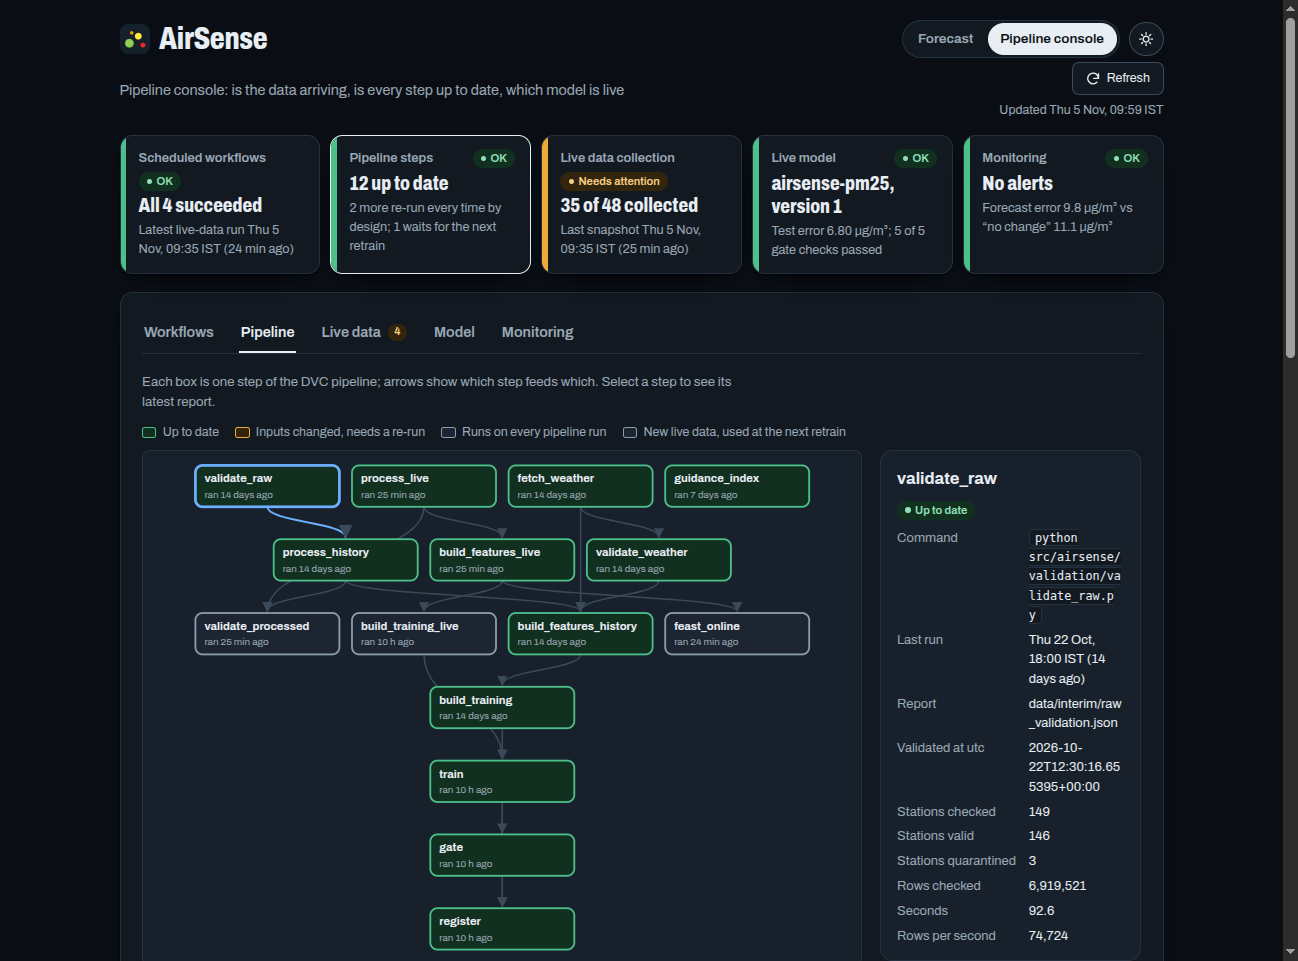 AirSense
Forecast
Pipeline console
Pipeline console: is the data arriving, is every step up to date, which model is live
Refresh
Updated Thu 5 Nov, 09:59 IST
Scheduled workflows
OK
All 4 succeeded
Latest live-data run Thu 5
Nov, 09:35 IST (24 min ago)
Pipeline steps
OK
12 up to date
2 more re-run every time by
design; 1 waits for the next
retrain
Live data collection
Needs attention
35 of 48 collected
Last snapshot Thu 5 Nov,
09:35 IST (25 min ago)
Live model
OK
airsense-pm25,
version 1
Test error 6.80 µg/m³; 5 of 5
gate checks passed
Monitoring
OK
No alerts
Forecast error 9.8 µg/m³ vs
“no change” 11.1 µg/m³
Workflows
Pipeline
Live data 4
Model
Monitoring
Each box is one step of the DVC pipeline; arrows show which step feeds which. Select a step to see its
latest report.
Up to date
Inputs changed, needs a re-run
Runs on every pipeline run
New live data, used at the next retrain
validate_raw
ran 14 days ago
process_live
ran 25 min ago
fetch_weather
ran 14 days ago
guidance_index
ran 7 days ago
process_history
ran 14 days ago
build_features_live
ran 25 min ago
validate_weather
ran 14 days ago
validate_processed
ran 25 min ago
build_training_live
ran 10 h ago
build_features_history
ran 14 days ago
feast_online
ran 24 min ago
build_training
ran 14 days ago
train
ran 10 h ago
gate
ran 10 h ago
register
ran 10 h ago
validate_raw
Up to date
Command
python
src/airsense/
validation/va
lidate_raw.p
y
Last run
Thu 22 Oct,
18:00 IST (14
days ago)
Report
data/interim/raw
_validation.json
Validated at utc
2026-10-
22T12:30:16.65
5395+00:00
Stations checked
149
Stations valid
146
Stations quarantined
3
Rows checked
6,919,521
Seconds
92.6
Rows per second
74,724